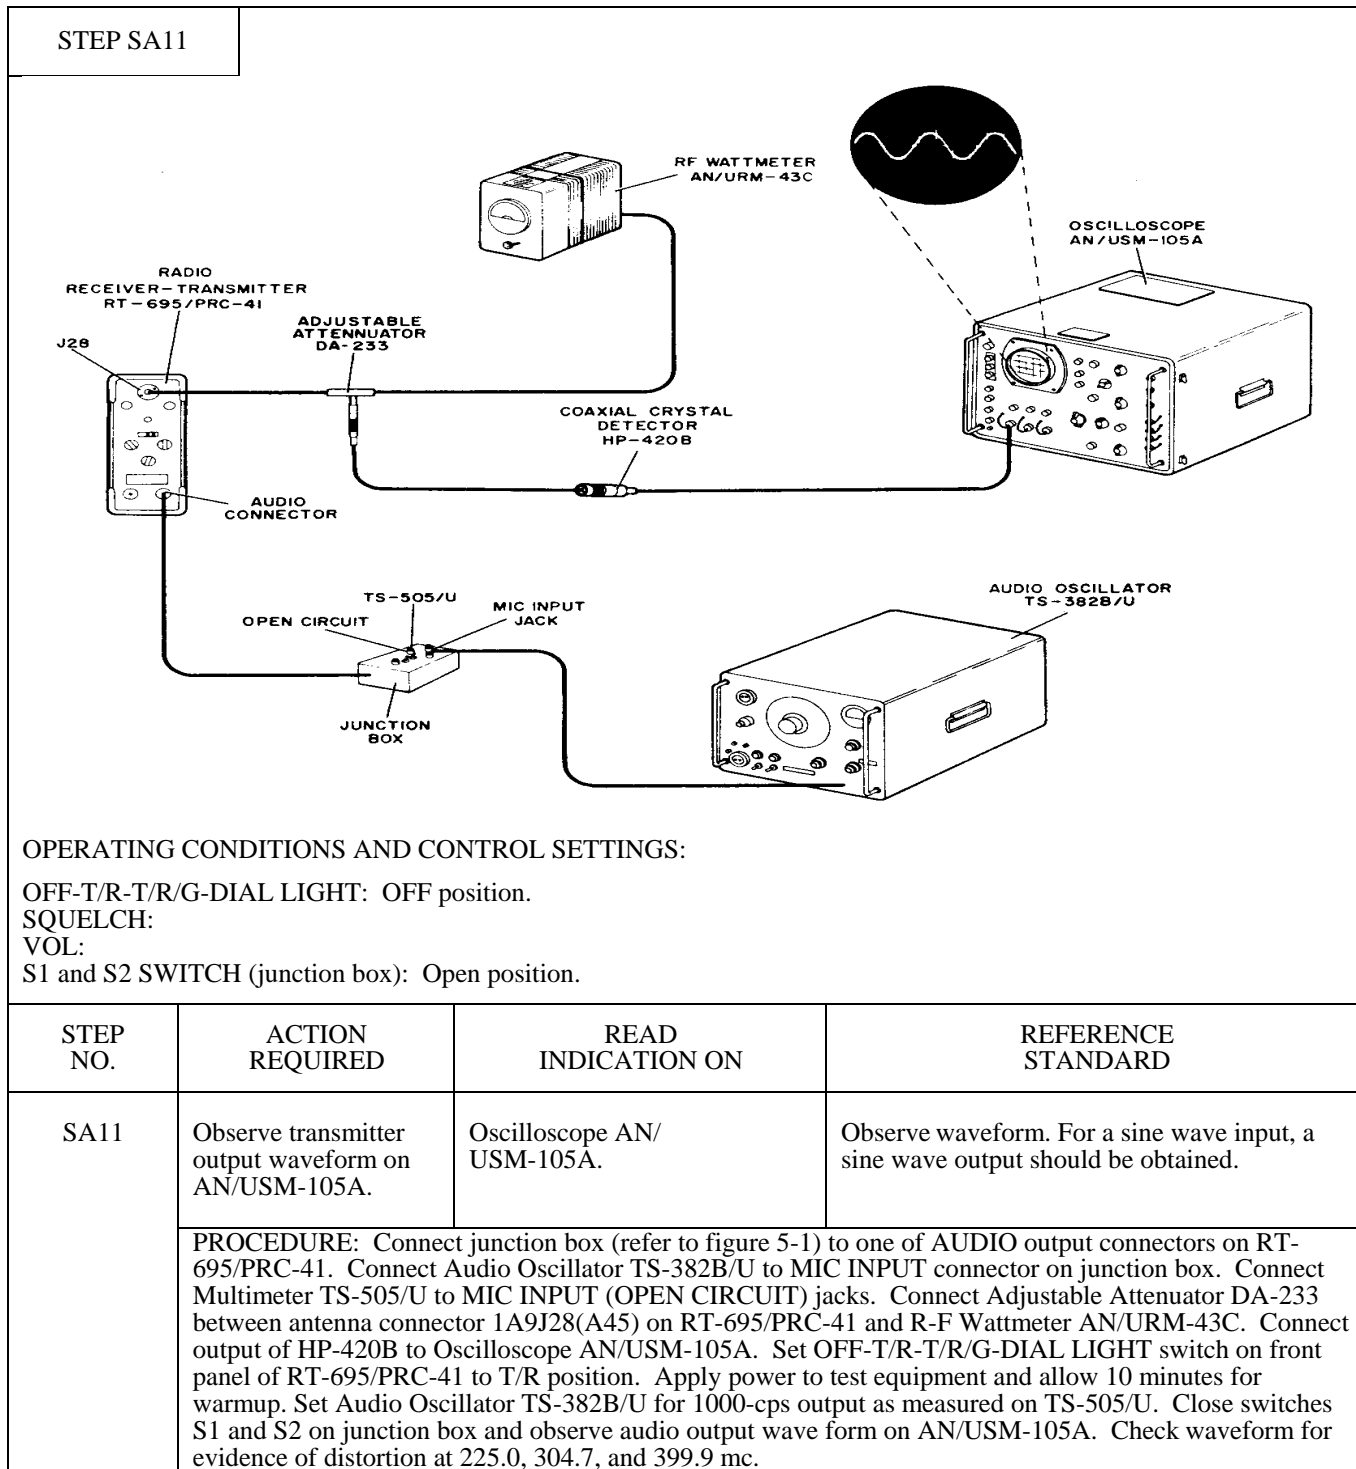 STEP SA11
RF WATTMETER
AN/URM-43C
OSCILLOSCOPE
AN/USM-105A
RADIO
RECEIVER-TRANSMITTER
RT-695/PRC-41
J28
ADJUSTABLE
ATTENNUATOR
DA-233
COAXIAL CRYSTAL
DETECTOR
HP-420B
AUDIO
CONNECTOR
TS-505/U
MIC INPUT
JACK
OPEN CIRCUIT
AUDIO OSCILLATOR
TS-382B/U
JUNCTION
BOX
OPERATING CONDITIONS AND CONTROL SETTINGS:
OFF-T/R-T/R/G-DIAL LIGHT: OFF position.
SQUELCH:
VOL:
S1 and S2 SWITCH (junction box): Open position.
STEP
NO.
ACTION
REQUIRED
READ
INDICATION ON
REFERENCE
STANDARD
SA11
Observe transmitter
output waveform on
AN/USM-105A.
Oscilloscope AN/
USM-105A.
Observe waveform. For a sine wave input, a
sine wave output should be obtained.
PROCEDURE: Connect junction box (refer to figure 5-1) to one of AUDIO output connectors on RT-
695/PRC-41. Connect Audio Oscillator TS-382B/U to MIC INPUT connector on junction box. Connect
Multimeter TS-505/U to MIC INPUT (OPEN CIRCUIT) jacks. Connect Adjustable Attenuator DA-233
between antenna connector 1A9J28(A45) on RT-695/PRC-41 and R-F Wattmeter AN/URM-43C. Connect
output of HP-420B to Oscilloscope AN/USM-105A. Set OFF-T/R-T/R/G-DIAL LIGHT switch on front
panel of RT-695/PRC-41 to T/R position. Apply power to test equipment and allow 10 minutes for
warmup. Set Audio Oscillator TS-382B/U for 1000-cps output as measured on TS-505/U. Close switches
S1 and S2 on junction box and observe audio output wave form on AN/USM-105A. Check waveform for
evidence of distortion at 225.0, 304.7, and 399.9 mc.